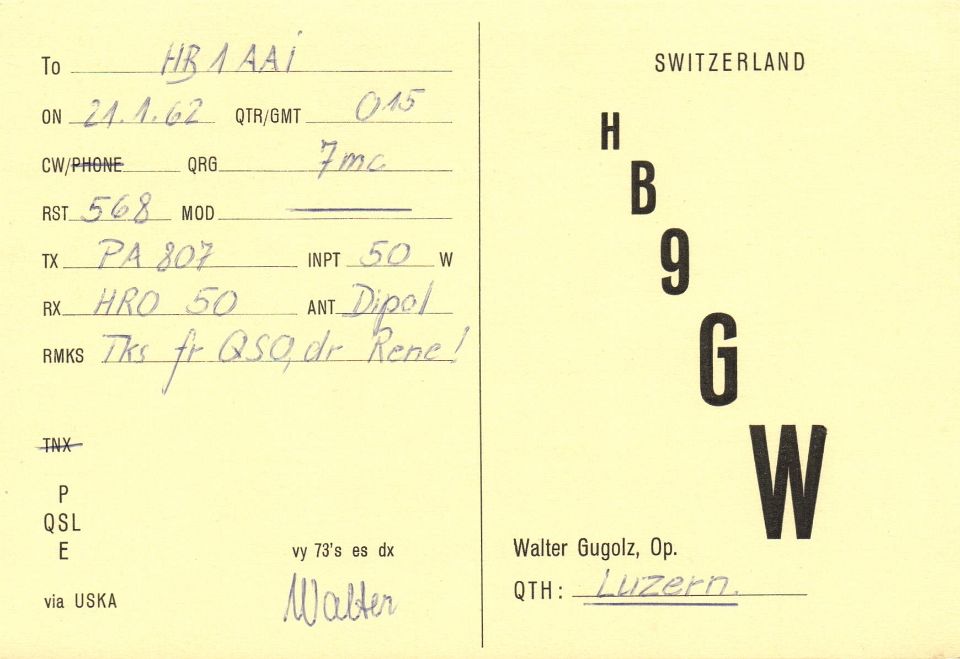 To HB1AAi
ON 21.1.62 QTR/GMT 015
CW/PHONE QRG 7mc
RST 568 MOD
TX PA 807 INPT 50 W
RX HRO 50 ANT Dipol
RMKS Tks fr QSO, dr Rene!
TNX
P
QSL
E
vy 73's es dx
via USKA
Walter
SWITZERLAND
H
B
9
G
W
Walter Gugolz, Op.
QTH: Luzern.